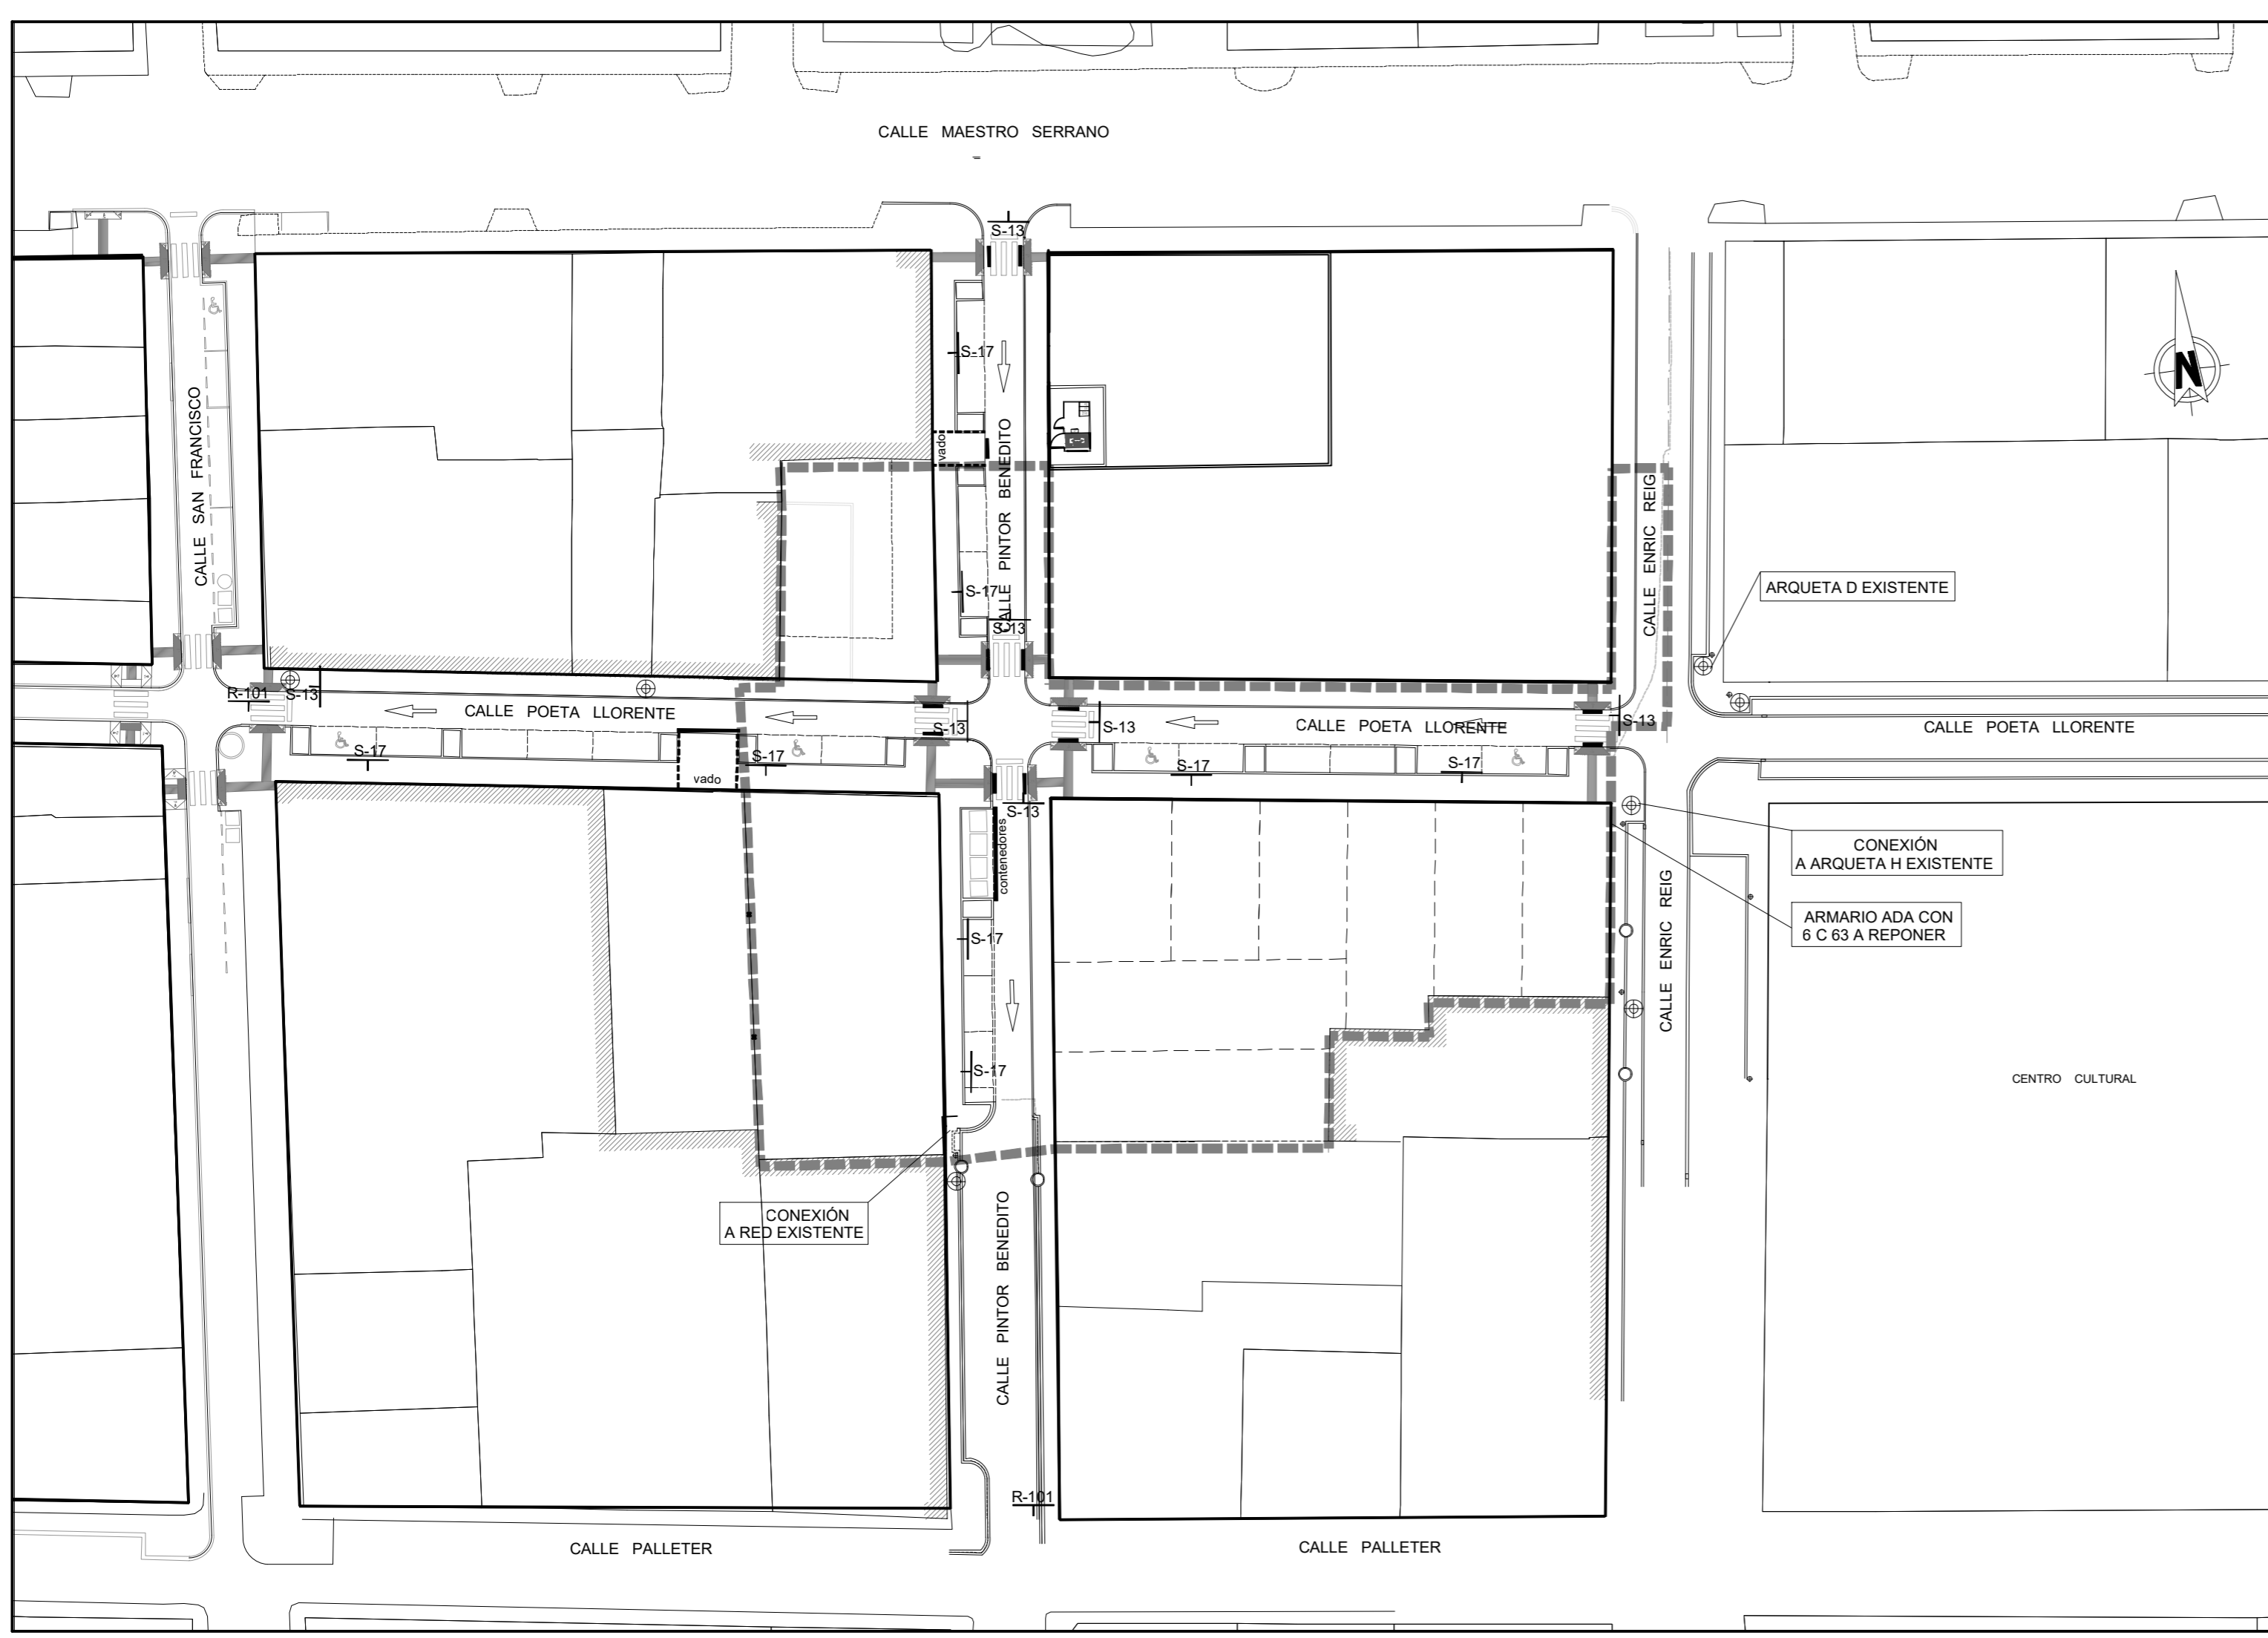 CALLE MAESTRO SERRANO
S-13
S-17
vado
CALLE SAN FRANCISCO
CALLE PINTOR BENEDITO
N
CALLE ENRIC REIG
ARQUETA D EXISTENTE
S-17
S-13
R-101
S-13
CALLE POETA LLORENTE
S-13
S-13
CALLE POETA LLORENTE
S-13
CALLE POETA LLORENTE
S-17
vado
S-17
S-17
S-17
S-13
contenedores
CONEXIÓN
A ARQUETA H EXISTENTE
ARMARIO ADA CON
6 C 63 A REPONER
CALLE ENRIC REIG
S-17
S-17
CENTRO CULTURAL
CONEXIÓN
A RED EXISTENTE
CALLE PINTOR BENEDITO
R-101
CALLE PALLETER
CALLE PALLETER